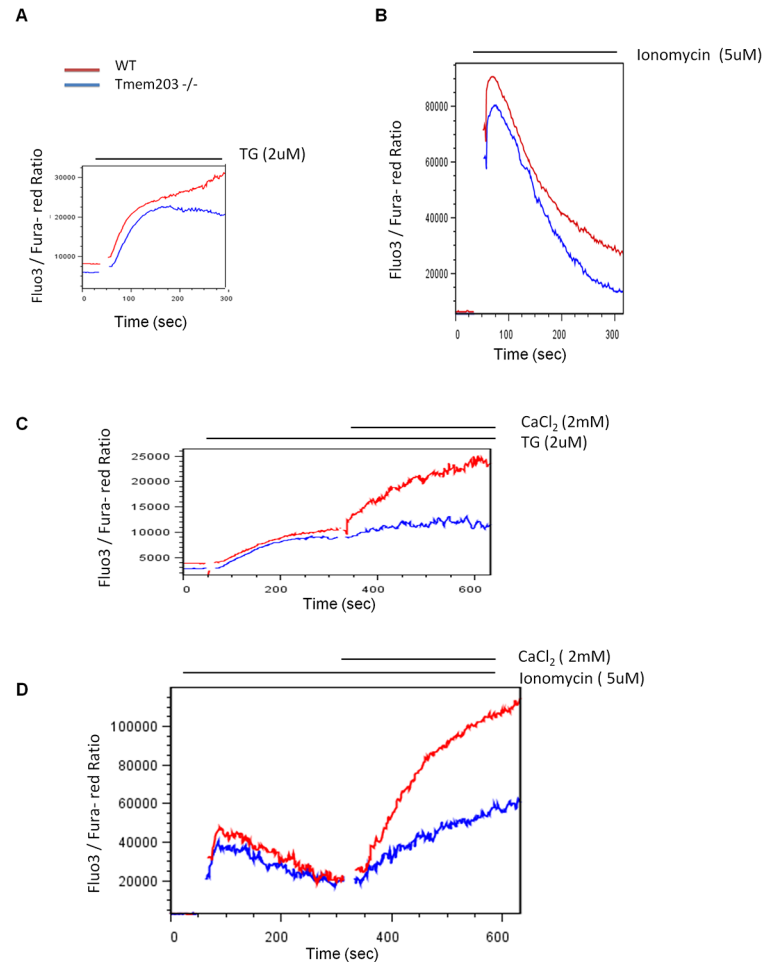 A
WT
Tmem203 -/-
TG (2uM)
Fluo3 / Fura- red Ratio
30000
20000
10000
0
100
200
300
Time (sec)
B
Ionomycin (5uM)
Fluo3 / Fura- red Ratio
80000
60000
40000
20000
0
100
200
300
Time (sec)
C
CaCl2 (2mM)
TG (2uM)
Fluo3 / Fura- red Ratio
25000
20000
15000
10000
5000
0
200
400
600
Time (sec)
D
CaCl2 ( 2mM)
Ionomycin ( 5uM)
Fluo3 / Fura- red Ratio
100000
80000
60000
40000
20000
0
200
400
600
Time (sec)